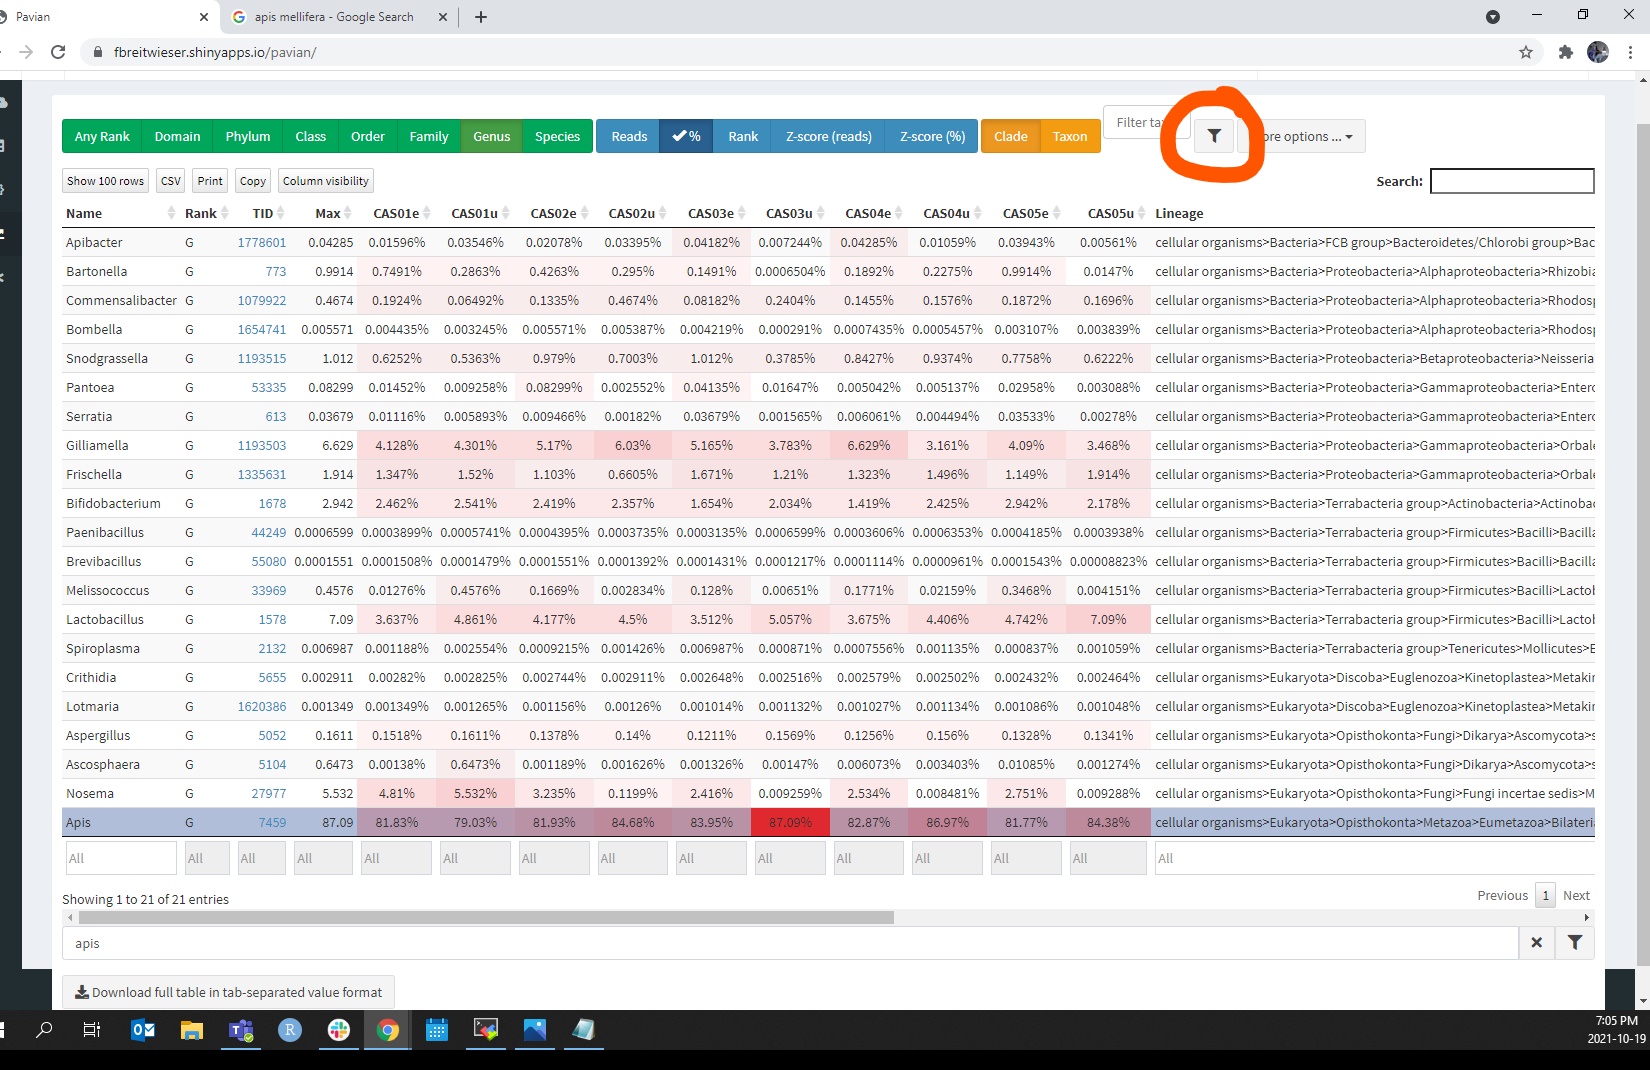 Pavian
apis mellifera - Google Search
fbreitwieser.shinyapps.io/pavian/
Any Rank Domain Phylum Class Order Family Genus Species Reads % Rank Z-score (reads) Z-score (%) Clade Taxon Filter ta ore options ...
Show 100 rows CSV Print Copy Column visibility Search:
Name Rank TID Max CAS01e CAS01u CAS02e CAS02u CAS03e CAS03u CAS04e CAS04u CAS05e CAS05u Lineage
Apibacter G 1778601 0.04285 0.01596% 0.03546% 0.02078% 0.03395% 0.04182% 0.007244% 0.04285% 0.01059% 0.03943% 0.00561% cellular organisms>Bacteria>FCB group>Bacteroidetes/Chlorobi group>Bac
Bartonella G 773 0.9914 0.7491% 0.2863% 0.4263% 0.295% 0.1491% 0.0006504% 0.1892% 0.2275% 0.9914% 0.0147% cellular organisms>Bacteria>Proteobacteria>Alphaproteobacteria>Rhizobia
Commensalibacter G 1079922 0.4674 0.1924% 0.06492% 0.1335% 0.4674% 0.08182% 0.2404% 0.1455% 0.1576% 0.1872% 0.1696% cellular organisms>Bacteria>Proteobacteria>Alphaproteobacteria>Rhodosp
Bombella G 1654741 0.005571 0.004435% 0.003245% 0.005571% 0.005387% 0.004219% 0.000291% 0.0007435% 0.0005457% 0.003107% 0.003839% cellular organisms>Bacteria>Proteobacteria>Alphaproteobacteria>Rhodosp
Snodgrassella G 1193515 1.012 0.6252% 0.5363% 0.979% 0.7003% 1.012% 0.3785% 0.8427% 0.9374% 0.7758% 0.6222% cellular organisms>Bacteria>Proteobacteria>Betaproteobacteria>Neisseria
Pantoea G 53335 0.08299 0.01452% 0.009258% 0.08299% 0.002552% 0.04135% 0.01647% 0.005042% 0.005137% 0.02958% 0.003088% cellular organisms>Bacteria>Proteobacteria>Gammaproteobacteria>Entero
Serratia G 613 0.03679 0.01116% 0.005893% 0.009466% 0.00182% 0.03679% 0.001565% 0.006061% 0.004494% 0.03533% 0.00278% cellular organisms>Bacteria>Proteobacteria>Gammaproteobacteria>Entero
Gilliamella G 1193503 6.629 4.128% 4.301% 5.17% 6.03% 5.165% 3.783% 6.629% 3.161% 4.09% 3.468% cellular organisms>Bacteria>Proteobacteria>Gammaproteobacteria>Orbale
Frischella G 1335631 1.914 1.347% 1.52% 1.103% 0.6605% 1.671% 1.21% 1.323% 1.496% 1.149% 1.914% cellular organisms>Bacteria>Proteobacteria>Gammaproteobacteria>Orbale
Bifidobacterium G 1678 2.942 2.462% 2.541% 2.419% 2.357% 1.654% 2.034% 1.419% 2.425% 2.942% 2.178% cellular organisms>Bacteria>Terrabacteria group>Actinobacteria>Actinobac
Paenibacillus G 44249 0.0006599 0.0003899% 0.0005741% 0.0004395% 0.0003735% 0.0003135% 0.0006599% 0.0003606% 0.0006353% 0.0004185% 0.0003938% cellular organisms>Bacteria>Terrabacteria group>Firmicutes>Bacilli>Bacilla
Brevibacillus G 55080 0.0001551 0.0001508% 0.0001479% 0.0001551% 0.0001392% 0.0001431% 0.0001217% 0.0001114% 0.0000961% 0.0001543% 0.00008823% cellular organisms>Bacteria>Terrabacteria group>Firmicutes>Bacilli>Bacilla
Melissococcus G 33969 0.4576 0.01276% 0.4576% 0.1669% 0.002834% 0.128% 0.00651% 0.1771% 0.02159% 0.3468% 0.004151% cellular organisms>Bacteria>Terrabacteria group>Firmicutes>Bacilli>Lactob
Lactobacillus G 1578 7.09 3.637% 4.861% 4.177% 4.5% 3.512% 5.057% 3.675% 4.406% 4.742% 7.09% cellular organisms>Bacteria>Terrabacteria group>Firmicutes>Bacilli>Lactob
Spiroplasma G 2132 0.006987 0.001188% 0.002554% 0.0009215% 0.001426% 0.006987% 0.000871% 0.0007556% 0.001135% 0.000837% 0.001059% cellular organisms>Bacteria>Terrabacteria group>Tenericutes>Mollicutes>E
Crithidia G 5655 0.002911 0.00282% 0.002825% 0.002744% 0.002911% 0.002648% 0.002516% 0.002579% 0.002502% 0.002432% 0.002464% cellular organisms>Eukaryota>Discoba>Euglenozoa>Kinetoplastea>Metakin
Lotmaria G 1620386 0.001349 0.001349% 0.001265% 0.001156% 0.00126% 0.001014% 0.001132% 0.001027% 0.001134% 0.001086% 0.001048% cellular organisms>Eukaryota>Discoba>Euglenozoa>Kinetoplastea>Metakin
Aspergillus G 5052 0.1611 0.1518% 0.1611% 0.1378% 0.14% 0.1211% 0.1569% 0.1256% 0.156% 0.1328% 0.1341% cellular organisms>Eukaryota>Opisthokonta>Fungi>Dikarya>Ascomycota>s
Ascosphaera G 5104 0.6473 0.00138% 0.6473% 0.001189% 0.001626% 0.001326% 0.00147% 0.006073% 0.003403% 0.01085% 0.001274% cellular organisms>Eukaryota>Opisthokonta>Fungi>Dikarya>Ascomycota>s
Nosema G 27977 5.532 4.81% 5.532% 3.235% 0.1199% 2.416% 0.009259% 2.534% 0.008481% 2.751% 0.009288% cellular organisms>Eukaryota>Opisthokonta>Fungi>Fungi incertae sedis>M
Apis G 7459 87.09 81.83% 79.03% 81.93% 84.68% 83.95% 87.09% 82.87% 86.97% 81.77% 84.38% cellular organisms>Eukaryota>Opisthokonta>Metazoa>Eumetazoa>Bilateri
All All All All All All All All All All All All All All All
Showing 1 to 21 of 21 entries Previous 1 Next
apis
Download full table in tab-separated value format
7:05 PM
2021-10-19